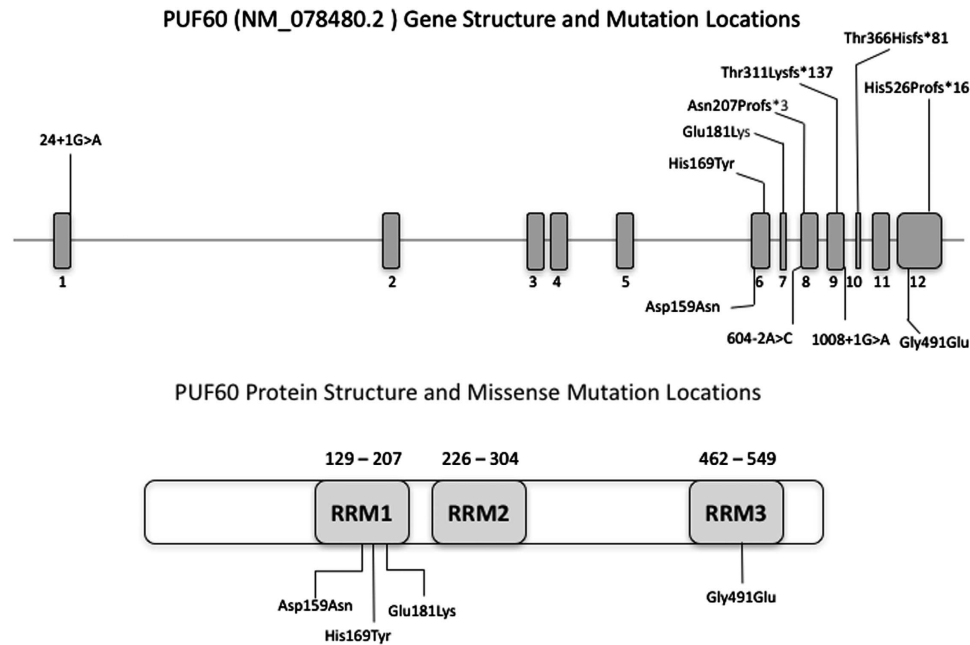 PUF60 (NM_078480.2 ) Gene Structure and Mutation Locations
Thr366Hisfs*81
Thr311Lysfs*137
His526Profs*16
Asn207Profs*3
24+1G>A
Glu181Lys
His169Tyr
1 2 3 4 5 6 7 8 9 10 11 12
Asp159Asn
604-2A>C 1008+1G>A Gly491Glu
PUF60 Protein Structure and Missense Mutation Locations
129 – 207 226 – 304 462 – 549
RRM1 RRM2 RRM3
Asp159Asn Glu181Lys Gly491Glu
His169Tyr